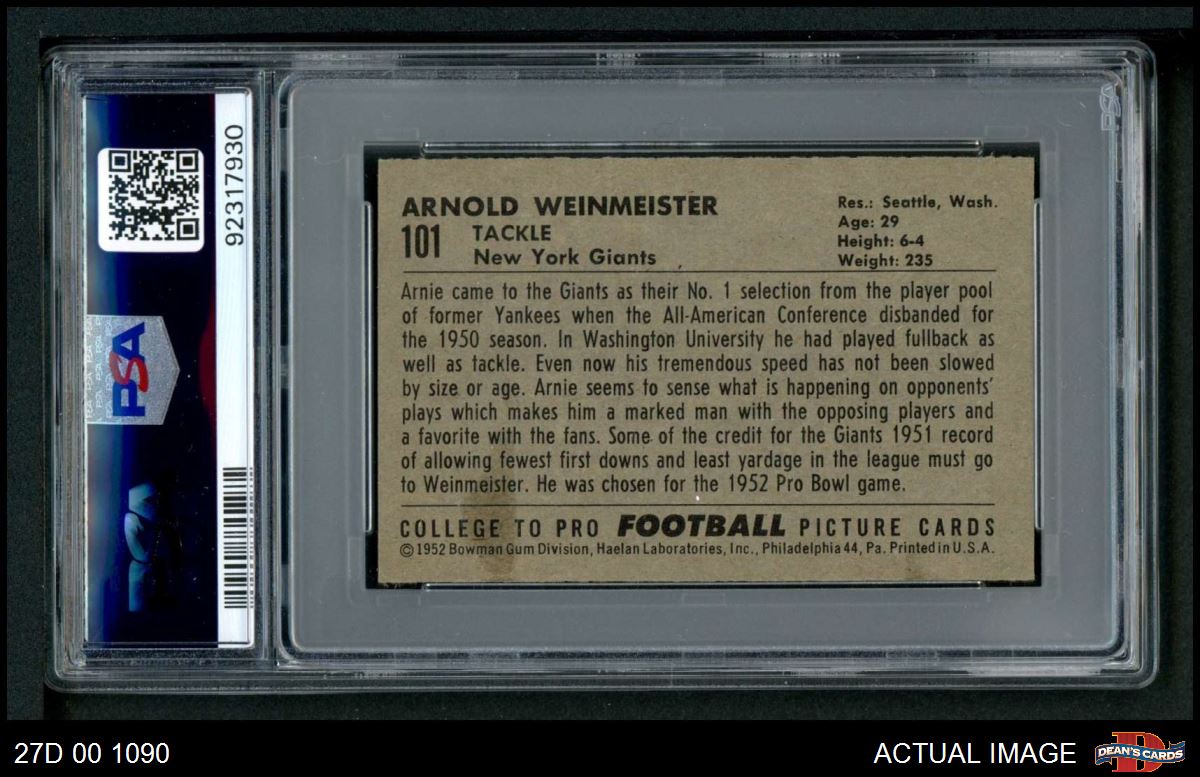 92317930
PSA
PSA
ARNOLD WEINMEISTER
101 TACKLE
New York Giants
Res.: Seattle, Wash.
Age: 29
Height: 6-4
Weight: 235
Arnie came to the Giants as their No. 1 selection from the player pool
of former Yankees when the All-American Conference disbanded for
the 1950 season. In Washington University he had played fullback as
well as tackle. Even now his tremendous speed has not been slowed
by size or age. Arnie seems to sense what is happening on opponents'
plays which makes him a marked man with the opposing players and
a favorite with the fans. Some of the credit for the Giants 1951 record
of allowing fewest first downs and least yardage in the league must go
to Weinmeister. He was chosen for the 1952 Pro Bowl game.
COLLEGE TO PRO FOOTBALL PICTURE CARDS
© 1952 Bowman Gum Division, Haelan Laboratories, Inc., Philadelphia 44, Pa. Printed in U.S.A.
27D 00 1090
ACTUAL IMAGE
DEAN'S CARDS